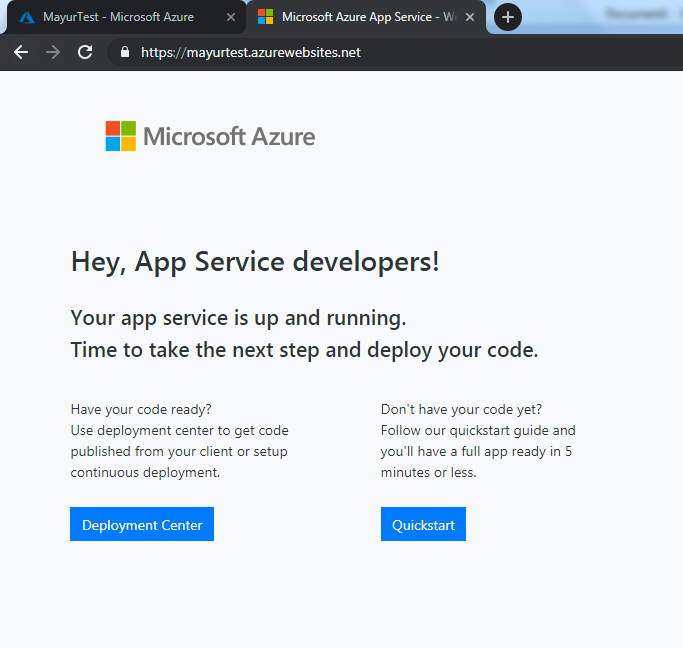 MayurTest - Microsoft Azure
Microsoft Azure App Service - W
https://mayurtest.azurewebsites.net
Microsoft Azure
Hey, App Service developers!
Your app service is up and running.
Time to take the next step and deploy your code.
Have your code ready?
Use deployment center to get code
published from your client or setup
continuous deployment.
Deployment Center
Don't have your code yet?
Follow our quickstart guide and
you'll have a full app ready in 5
minutes or less.
Quickstart